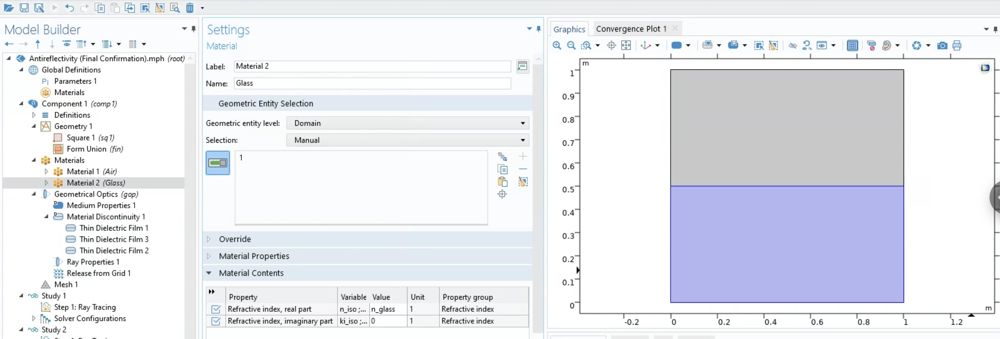 Model Builder
Antireflectivity (Final Confirmation).mph (root)
Global Definitions
Pi Parameters 1
Materials
Component 1 (comp1)
Definitions
Geometry 1
Square 1 (sq1)
Form Union (fin)
Materials
Material 1 (Air)
Material 2 (Glass)
Geometrical Optics (gop)
D Medium Properties 1
D Material Discontinuity 1
Thin Dielectric Film 1
Thin Dielectric Film 3
Thin Dielectric Film 2
Ray Properties 1
Release from Grid 1
Mesh 1
Study 1
Step 1: Ray Tracing
Solver Configurations
Study 2
Settings
Material
Label: Material 2
Name: Glass
Geometric Entity Selection
Geometric entity level: Domain
Selection: Manual
1
Override
Material Properties
Material Contents
Property Variable Value Unit Property group
Refractive index, real part n_iso ;... n_glass 1 Refractive index
Refractive index, imaginary part ki_iso ;... 0 1 Refractive index
Graphics Convergence Plot 1
m
1
0.9
0.8
0.7
0.6
0.5
0.4
0.3
0.2
0.1
0
m
-0.2 0 0.2 0.4 0.6 0.8 1 1.2